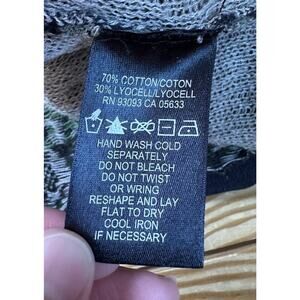 70% COTTON/COTON
30% LYOCELL/LYOCELL
RN 93093 CA 05633
HAND WASH COLD
SEPARATELY
DO NOT BLEACH
DO NOT TWIST
OR WRING
RESHAPE AND LAY
FLAT TO DRY
COOL IRON
IF NECESSARY